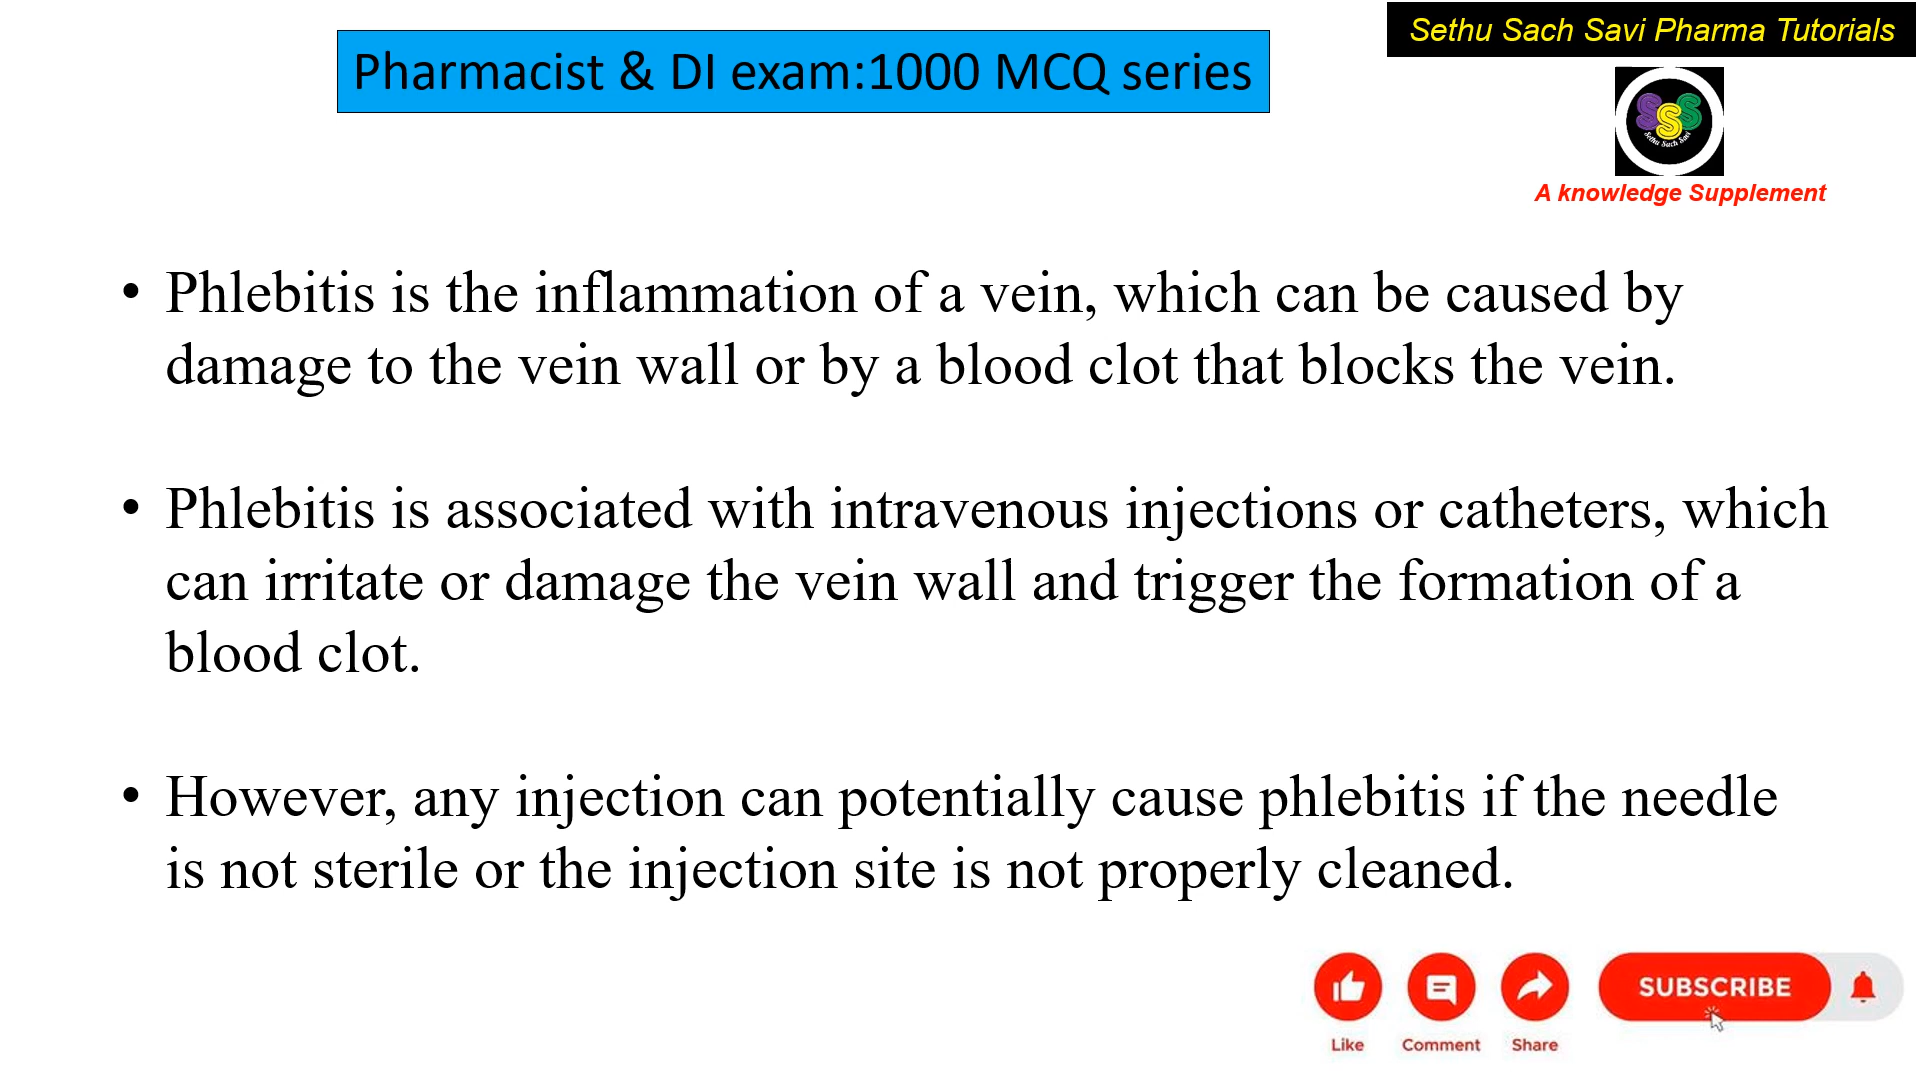 Sethu Sach Savi Pharma Tutorials
Pharmacist & DI exam:1000 MCQ series
SSS
Sethu Sach Savi
A knowledge Supplement
• Phlebitis is the inflammation of a vein, which can be caused by
damage to the vein wall or by a blood clot that blocks the vein.
• Phlebitis is associated with intravenous injections or catheters, which
can irritate or damage the vein wall and trigger the formation of a
blood clot.
• However, any injection can potentially cause phlebitis if the needle
is not sterile or the injection site is not properly cleaned.
SUBSCRIBE
Like Comment Share